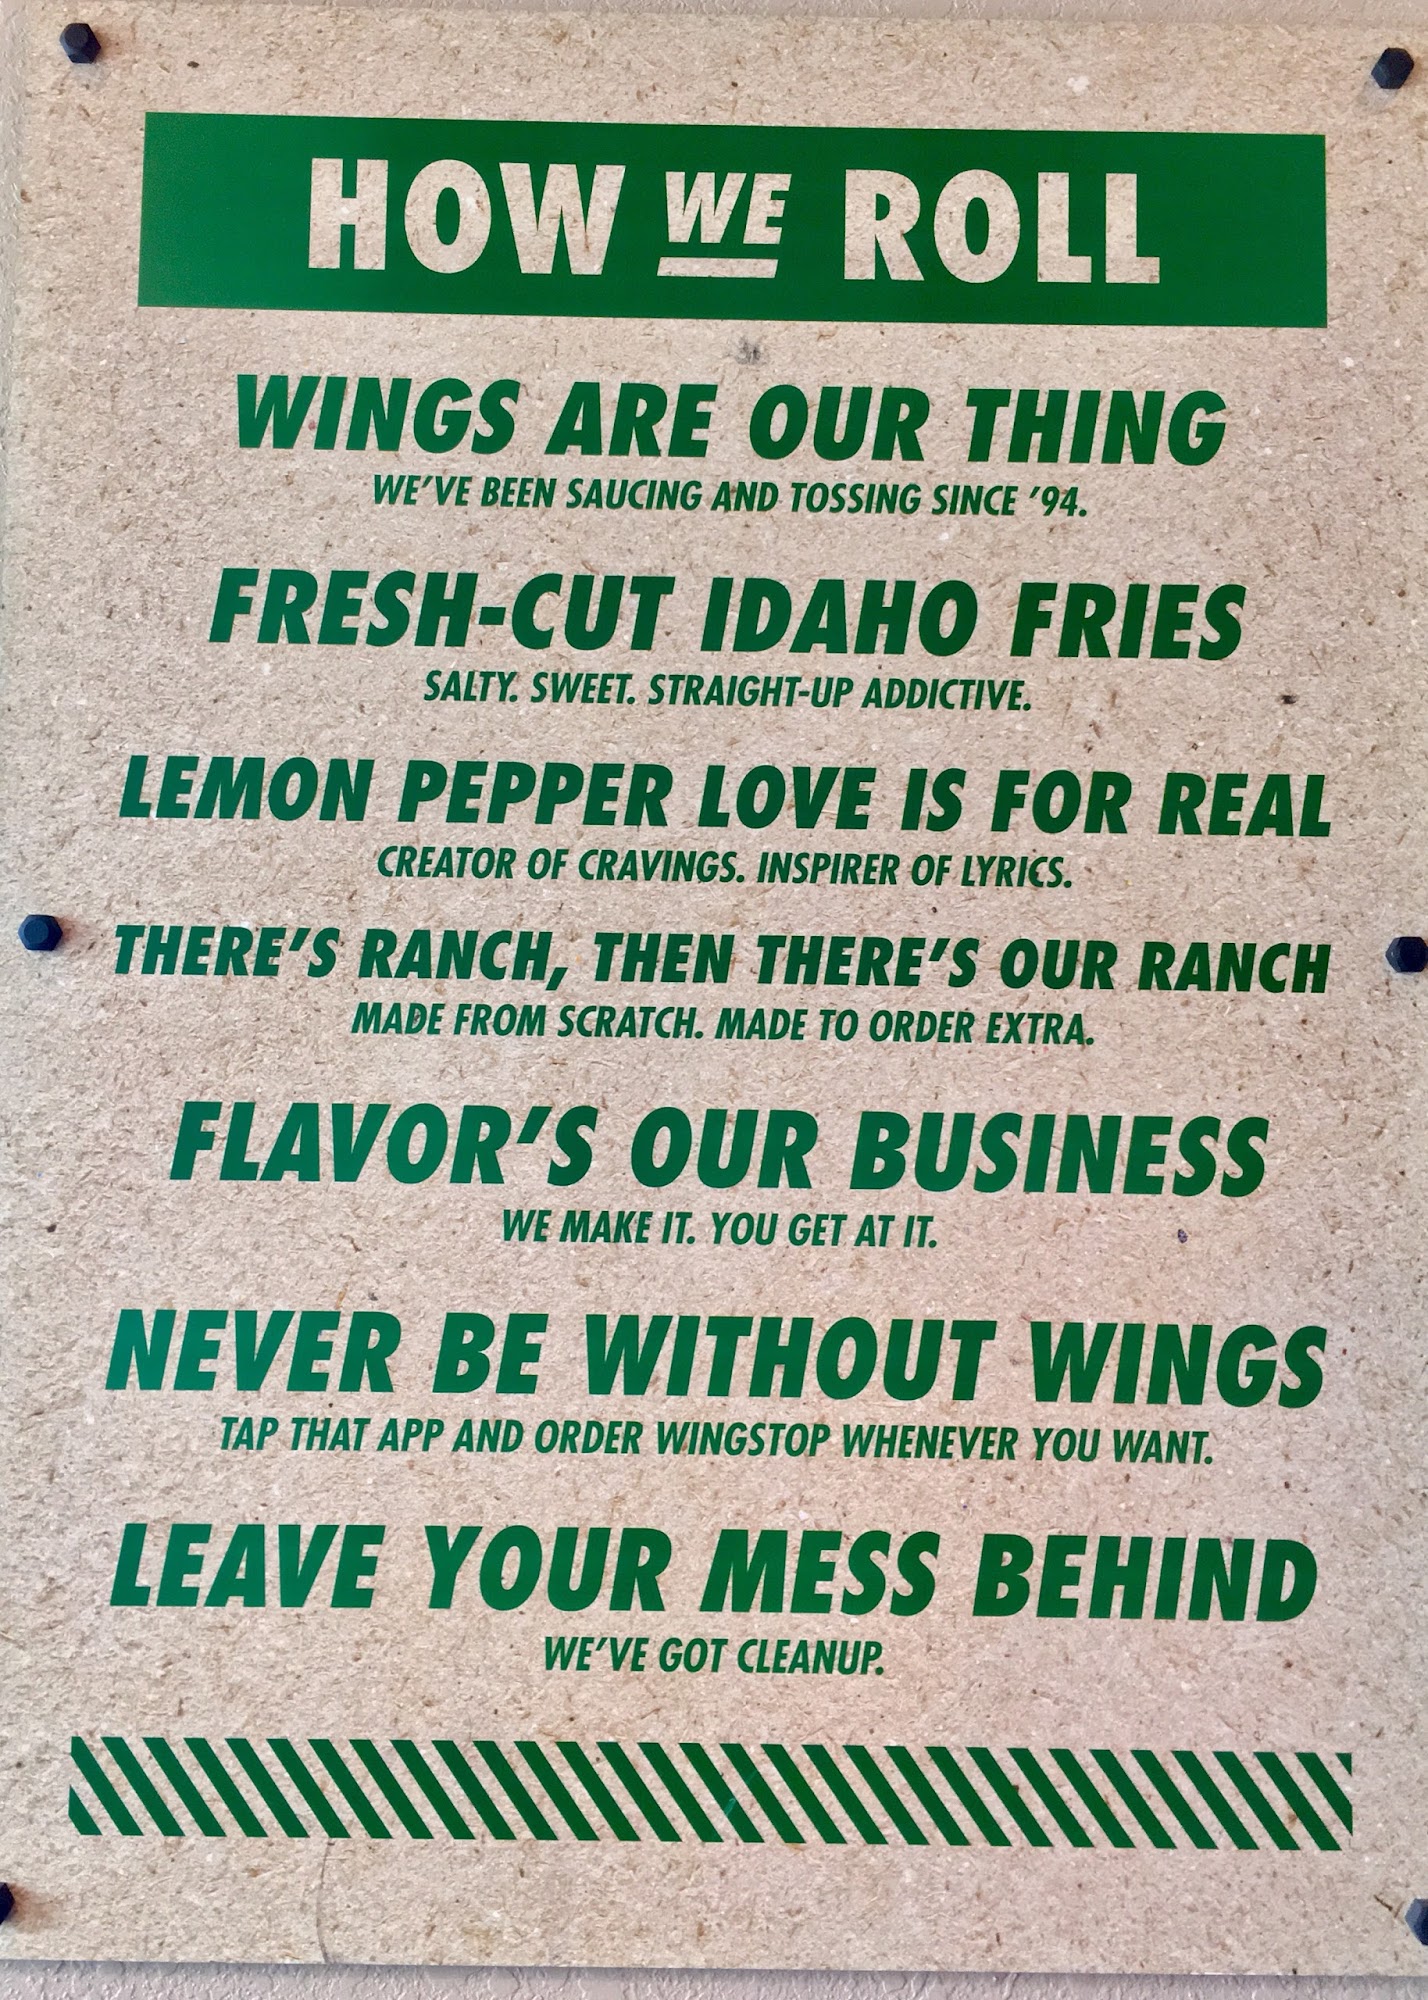 HOW WE ROLL
WINGS ARE OUR THING
WE'VE BEEN SAUCING AND TOSSING SINCE '94.
FRESH-CUT IDAHO FRIES
SALTY. SWEET. STRAIGHT-UP ADDICTIVE.
LEMON PEPPER LOVE IS FOR REAL
CREATOR OF CRAVINGS. INSPIRER OF LYRICS.
THERE'S RANCH, THEN THERE'S OUR RANCH
MADE FROM SCRATCH. MADE TO ORDER EXTRA.
FLAVOR'S OUR BUSINESS
WE MAKE IT. YOU GET AT IT.
NEVER BE WITHOUT WINGS
TAP THAT APP AND ORDER WINGSTOP WHENEVER YOU WANT.
LEAVE YOUR MESS BEHIND
WE'VE GOT CLEANUP.